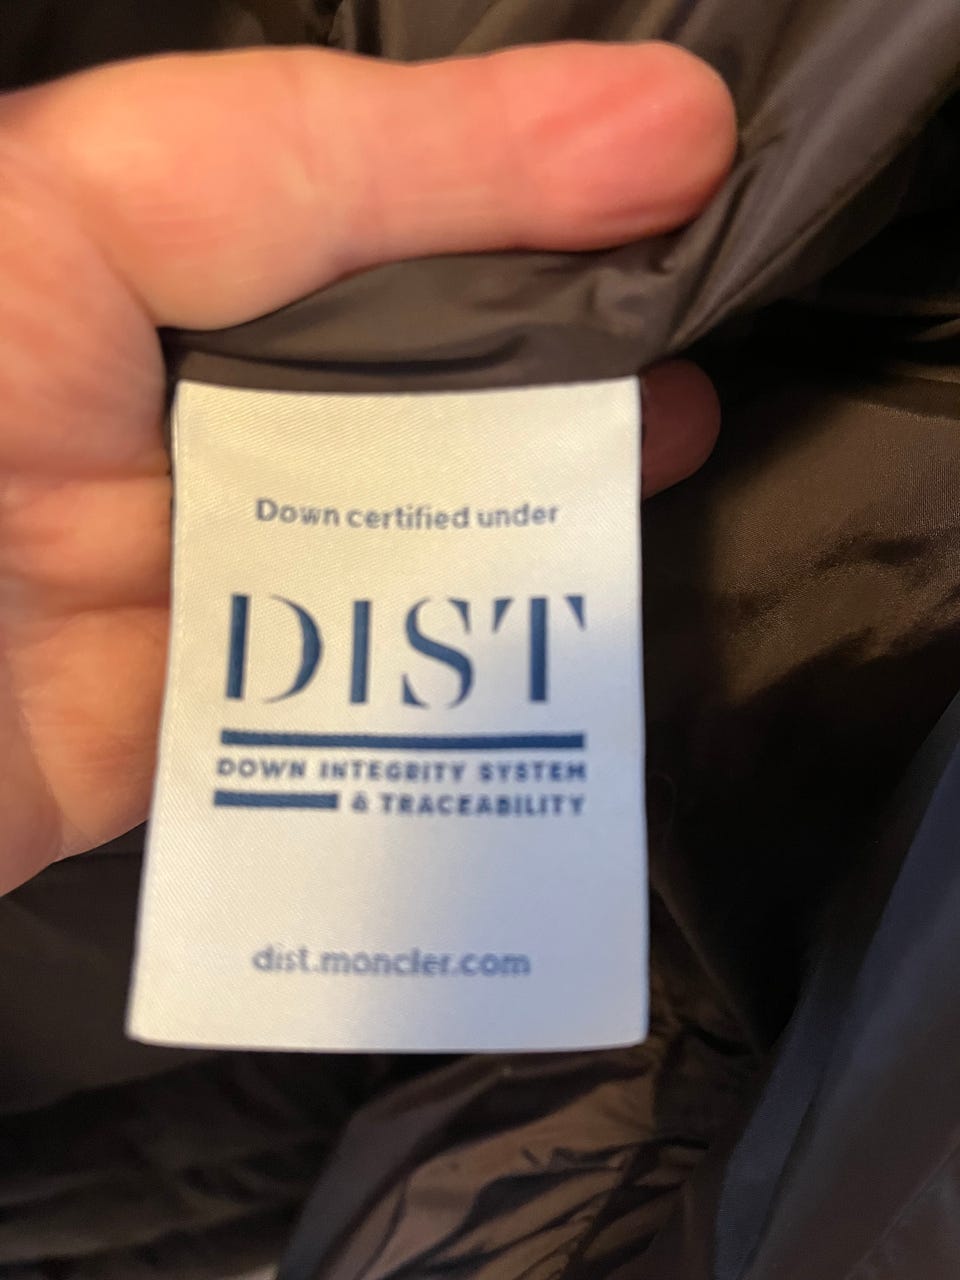 Down certified under
DIST
DOWN INTEGRITY SYSTEM
& TRACEABILITY
dist.moncler.com